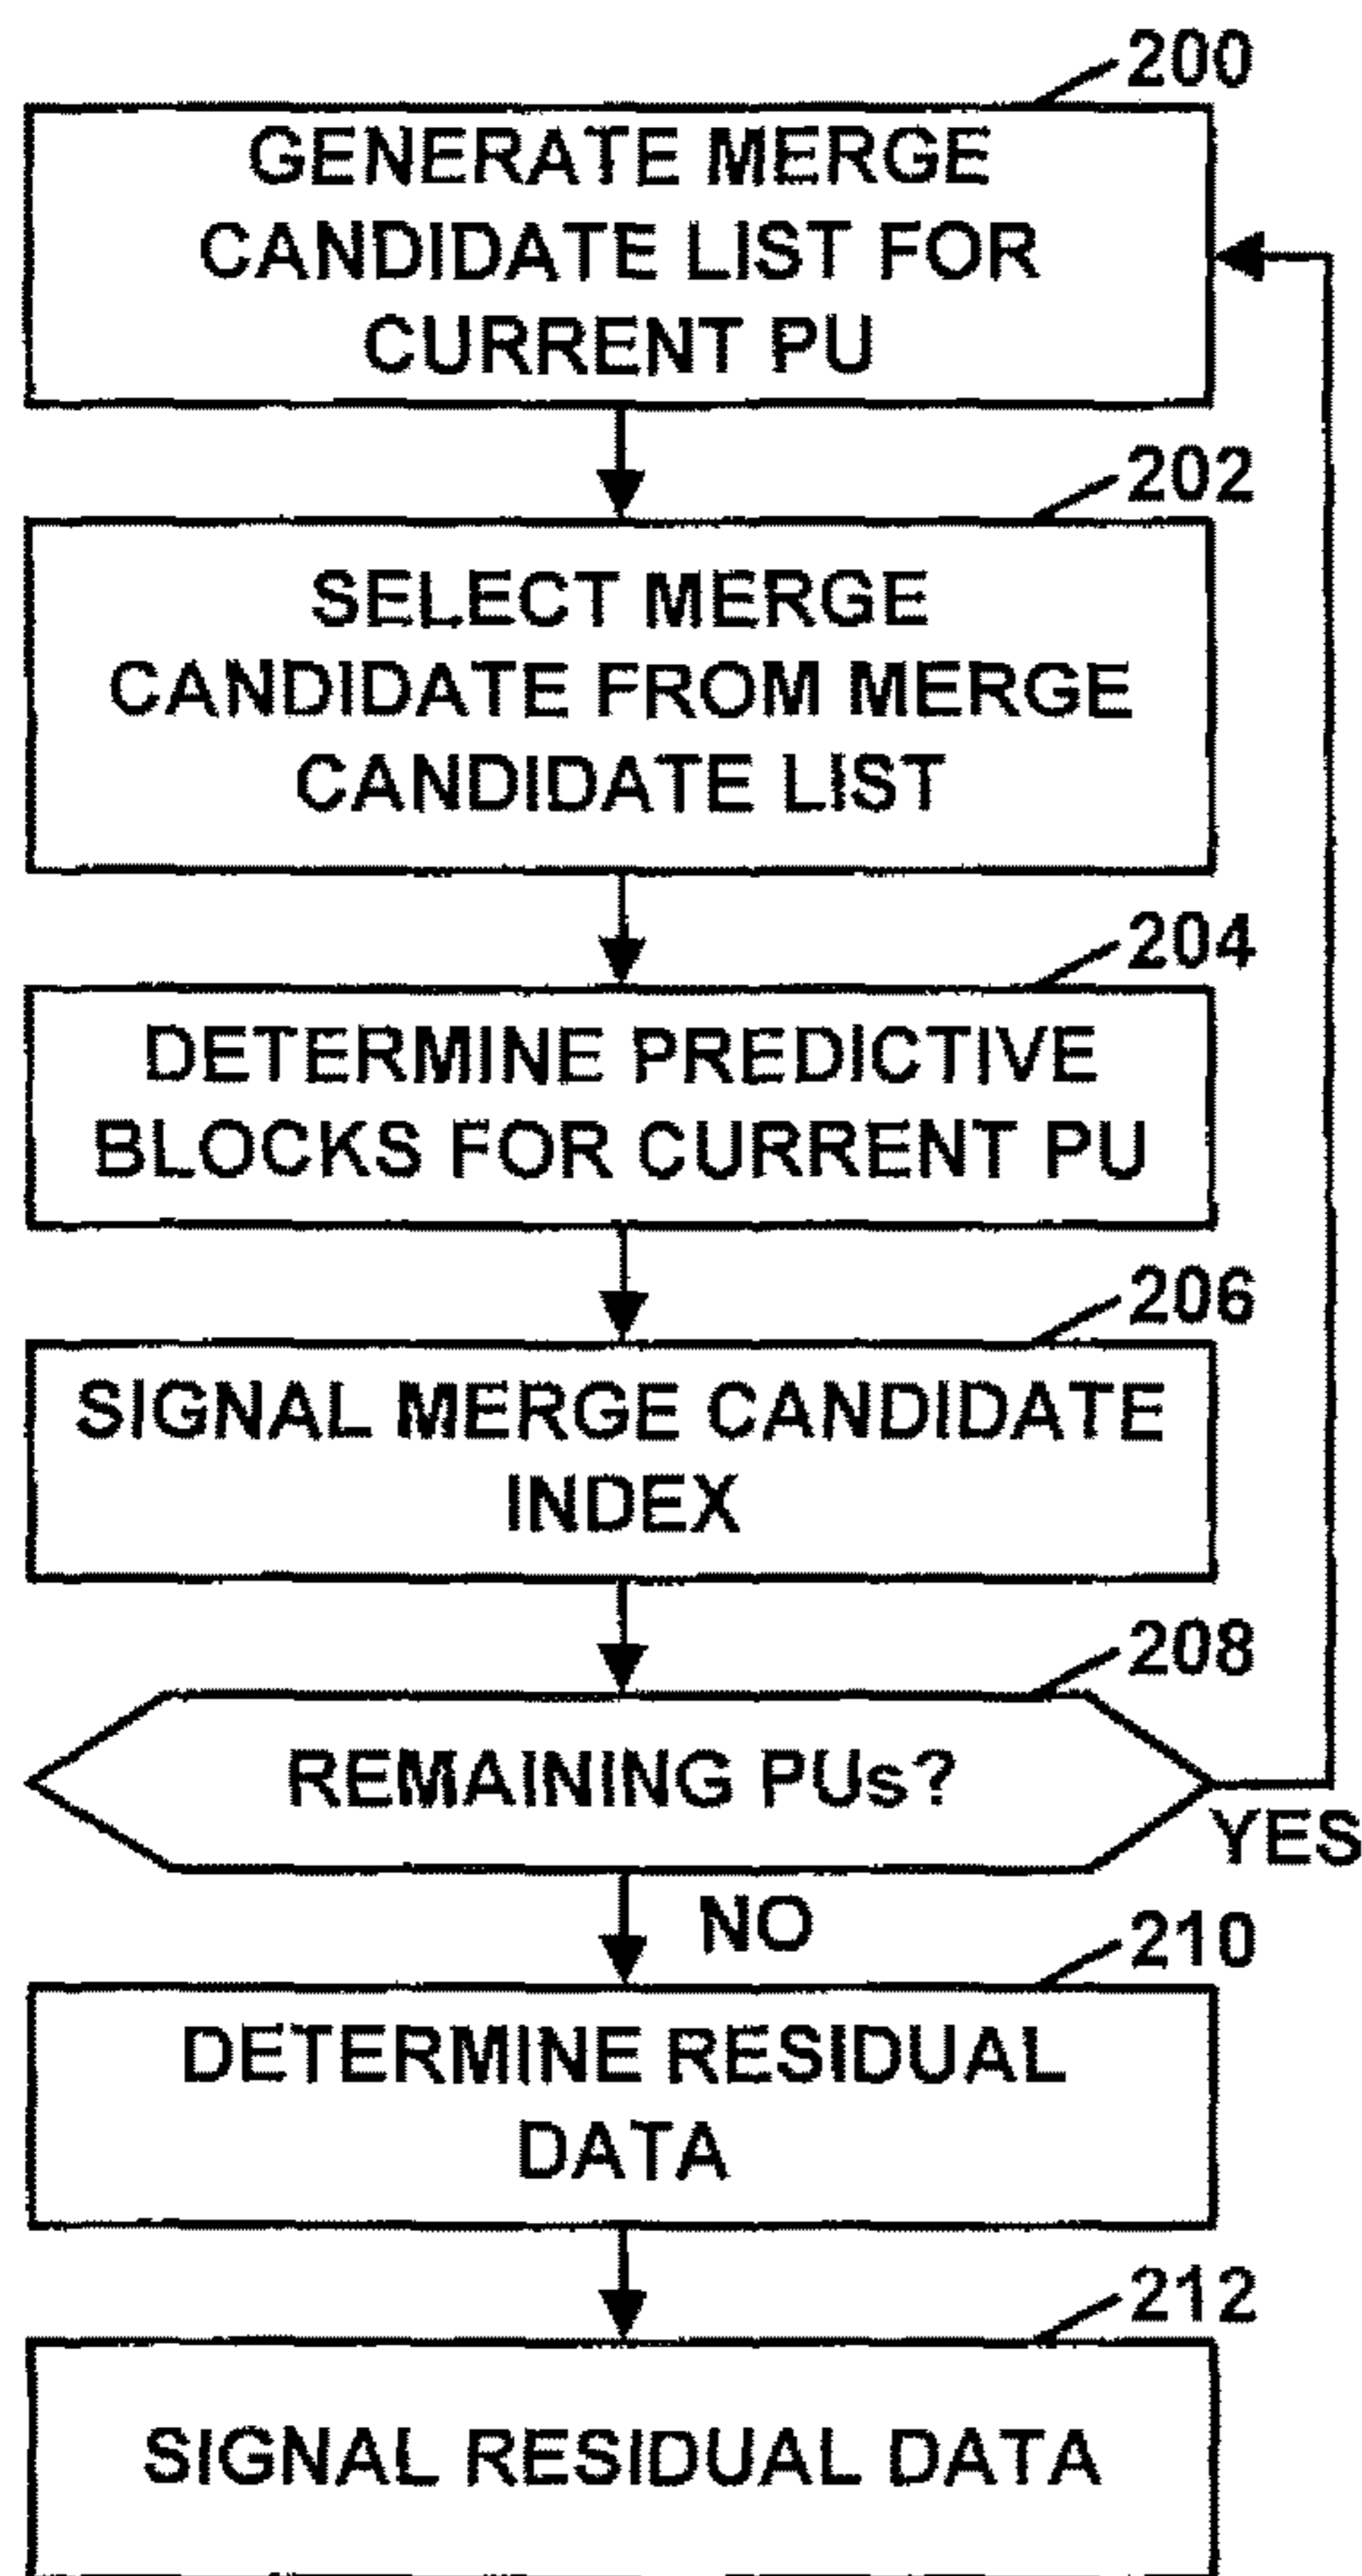 200
GENERATE MERGE
CANDIDATE LIST FOR
CURRENT PU
202
SELECT MERGE
CANDIDATE FROM MERGE
CANDIDATE LIST
204
DETERMINE PREDICTIVE
BLOCKS FOR CURRENT PU
206
SIGNAL MERGE CANDIDATE
INDEX
208
REMAINING PUs?
YES
NO
210
DETERMINE RESIDUAL
DATA
212
SIGNAL RESIDUAL DATA